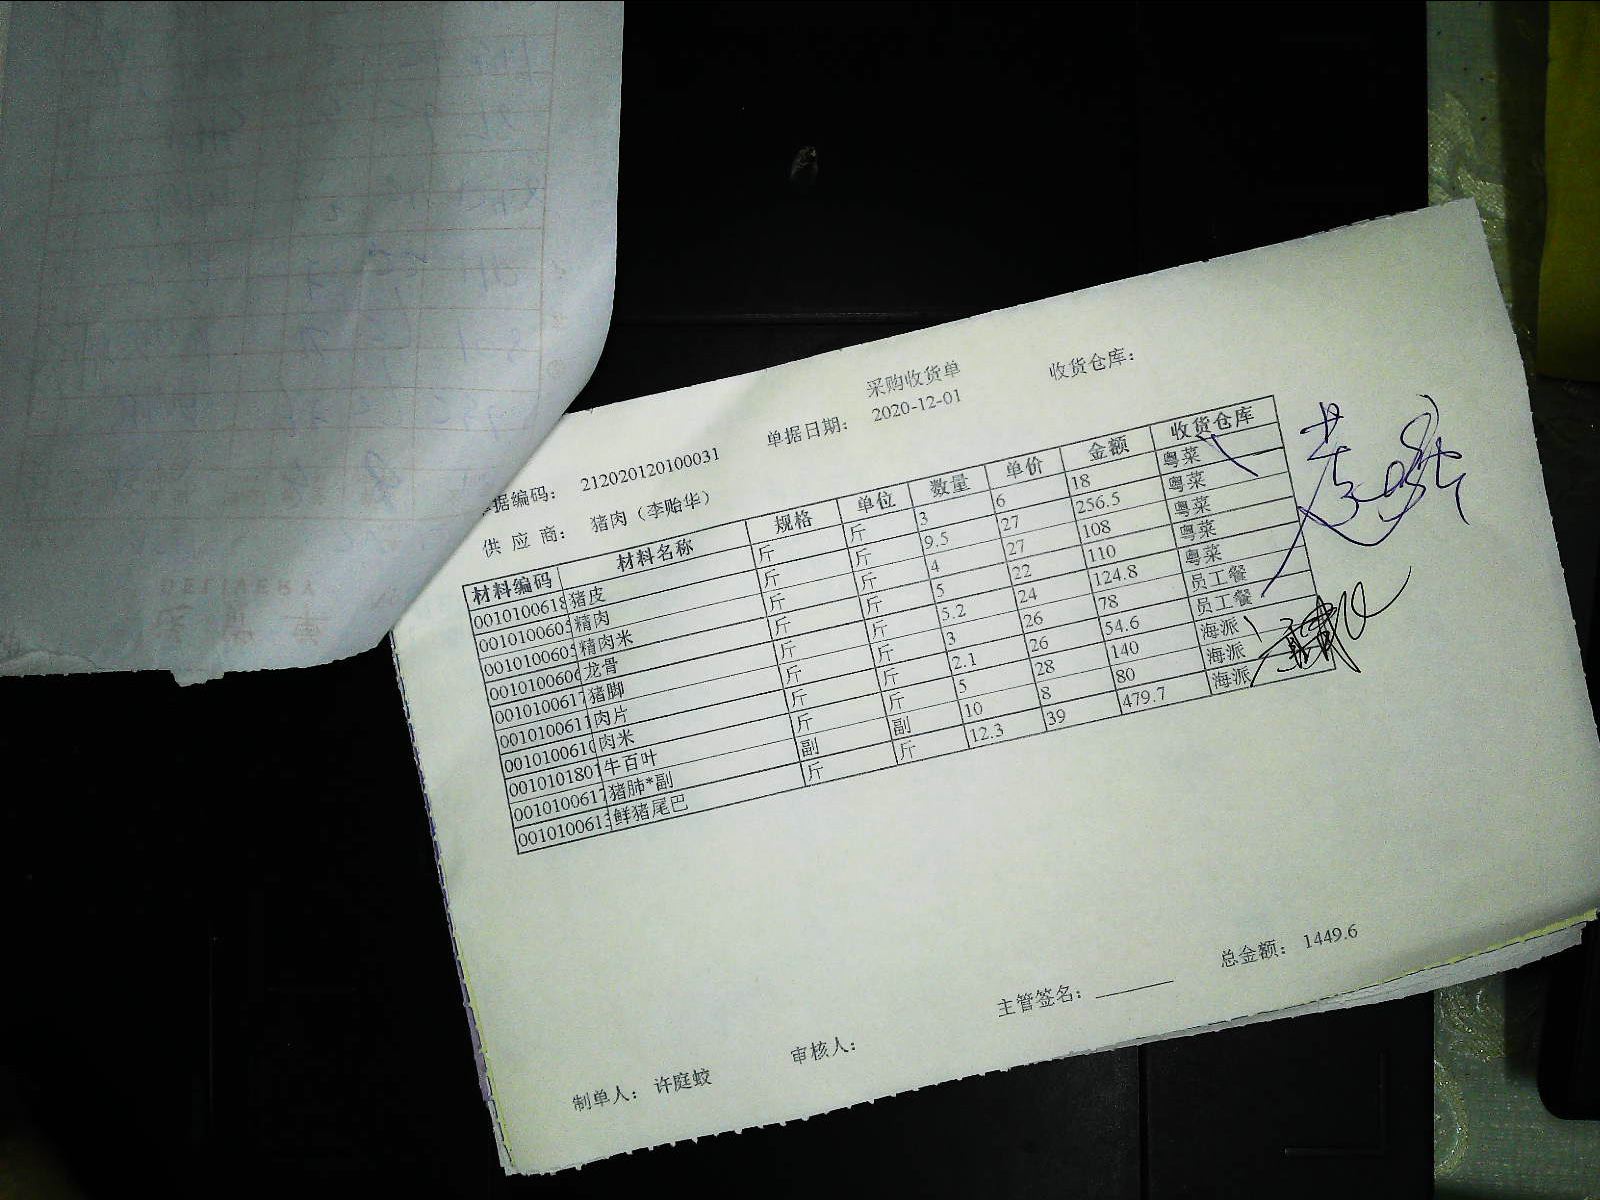 采购收货单
收货仓库：
据编码： 212020120100031 单据日期： 2020-12-01
供 应 商： 猪肉（李贻华）
材料编码 材料名称 规格 单位 数量 单价 金额 收货仓库
0010100618 猪皮 斤 斤 3 6 18 粤菜
0010100605 精肉 斤 斤 9.5 27 256.5 粤菜
0010100605 精肉米 斤 斤 4 27 108 粤菜
0010100606 龙骨 斤 斤 5 22 110 粤菜
0010100617 猪脚 斤 斤 5.2 24 124.8 粤菜
0010100611 肉片 斤 斤 3 26 78 员工餐
0010100610 肉米 斤 斤 2.1 26 54.6 员工餐
0010101801 牛百叶 斤 斤 5 28 140 海派
0010100617 猪肺*副 副 副 10 8 80 海派
0010100613 鲜猪尾巴 斤 斤 12.3 39 479.7 海派
总金额： 1449.6
主管签名：
审核人：
制单人： 许庭蛟